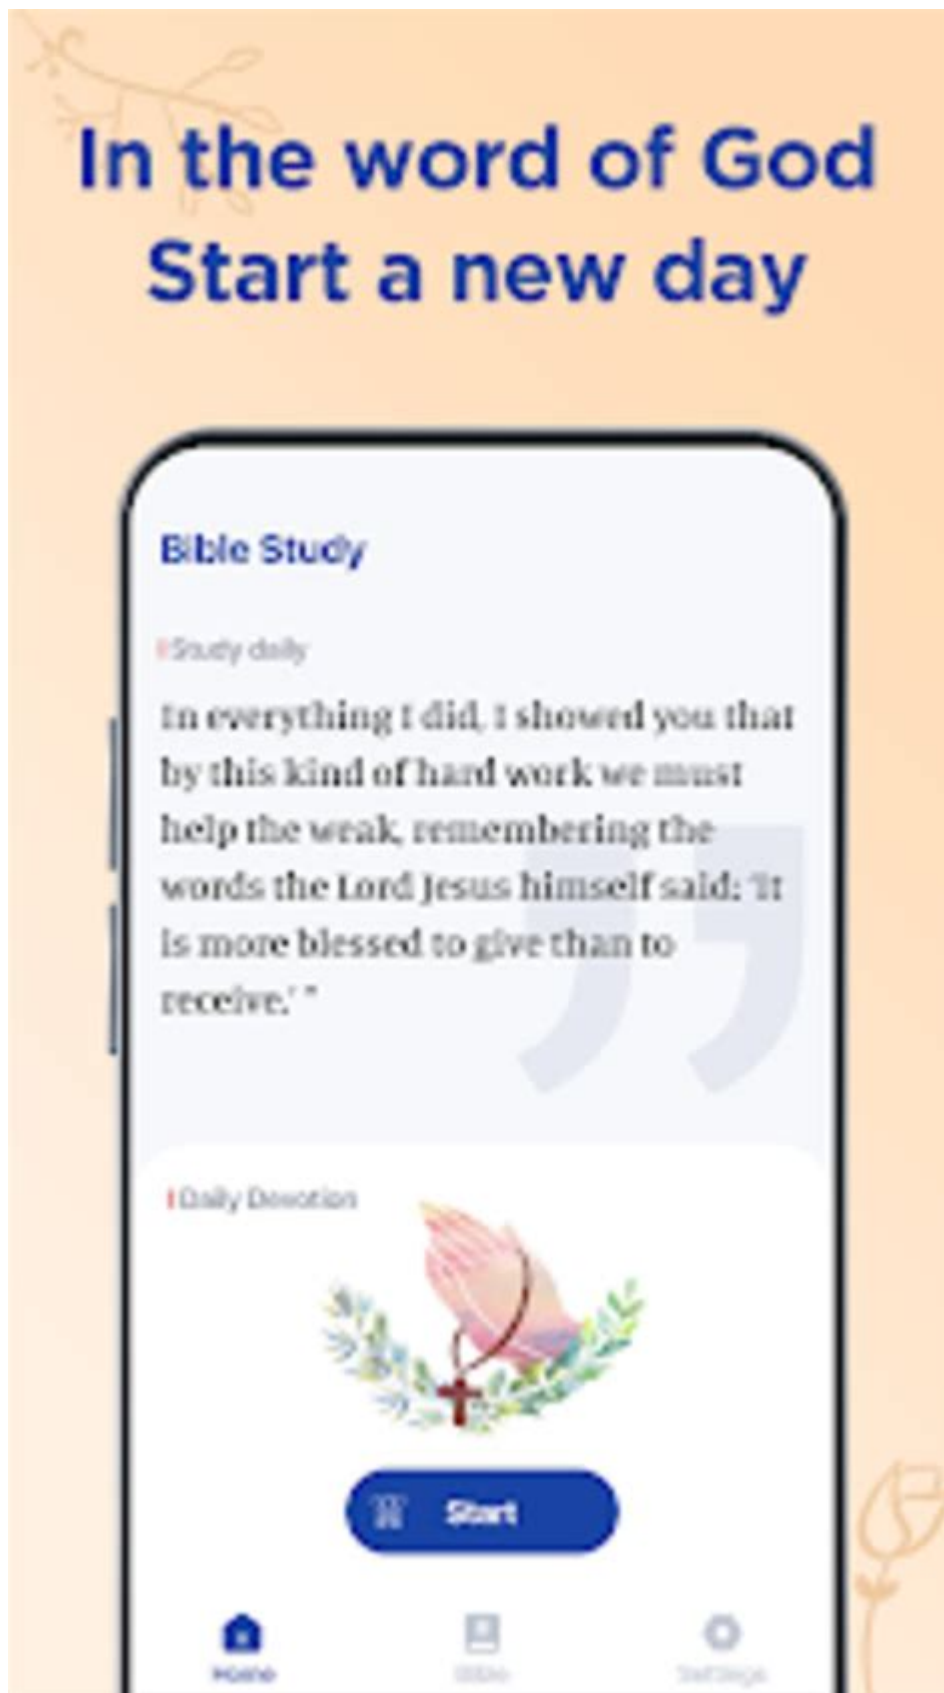 In the word of God
Start a new day
Bible Study
Study daily
In everything I did, I showed you that
by this kind of hard work we must
help the weak, remembering the
words the Lord Jesus himself said: 'It
is more blessed to give than to
receive.' "
Daily Devotion
Start
Home
Bible
Settings